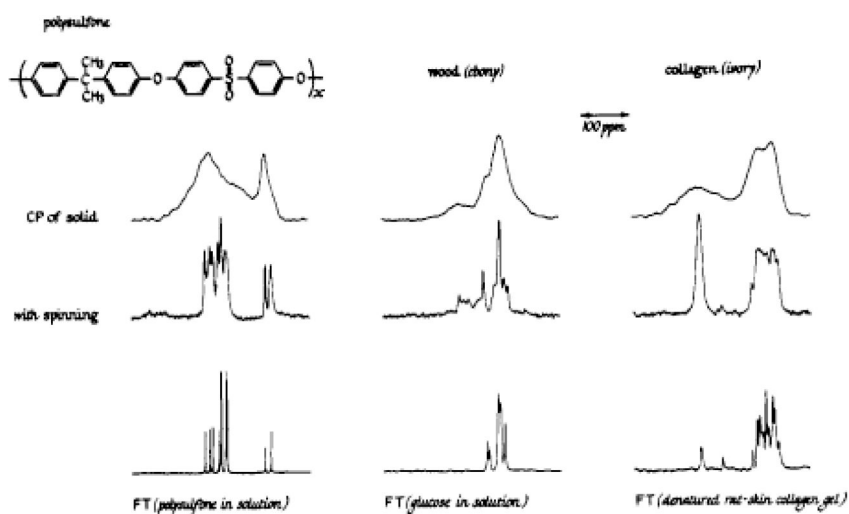 polysulfone
CH₃
C
CH₃
O
O
S
O
O
x
wood (ebony)
collagen (ivory)
100 ppm
CP of solid
with spinning
FT (polysulfone in solution)
FT (glucose in solution)
FT (denatured rat-skin collagen gel)